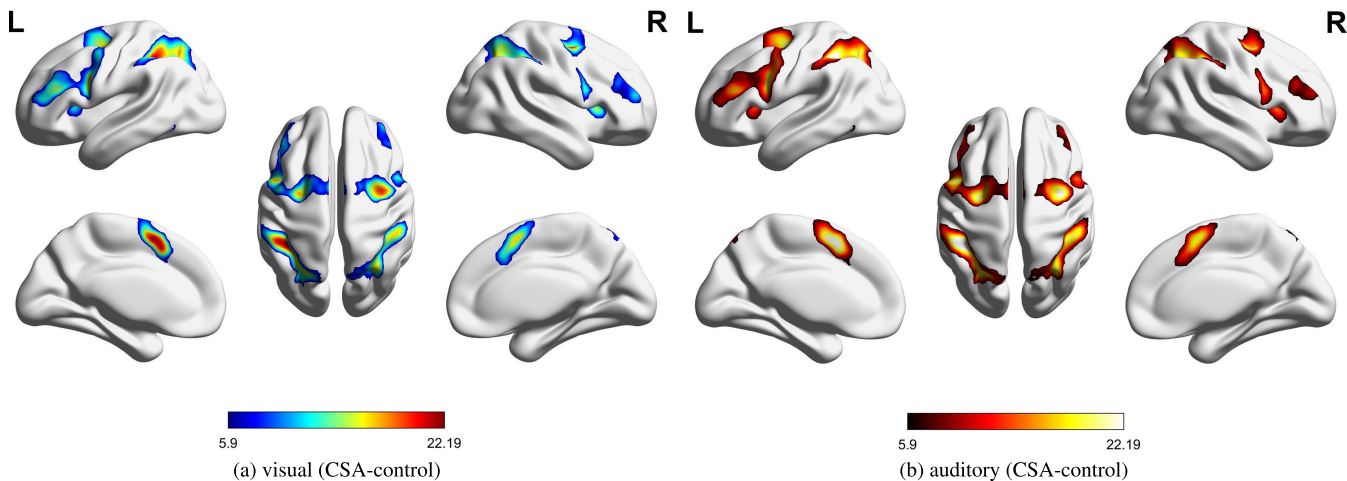 L R L R
5.9 22.19 5.9 22.19
(a) visual (CSA-control) (b) auditory (CSA-control)